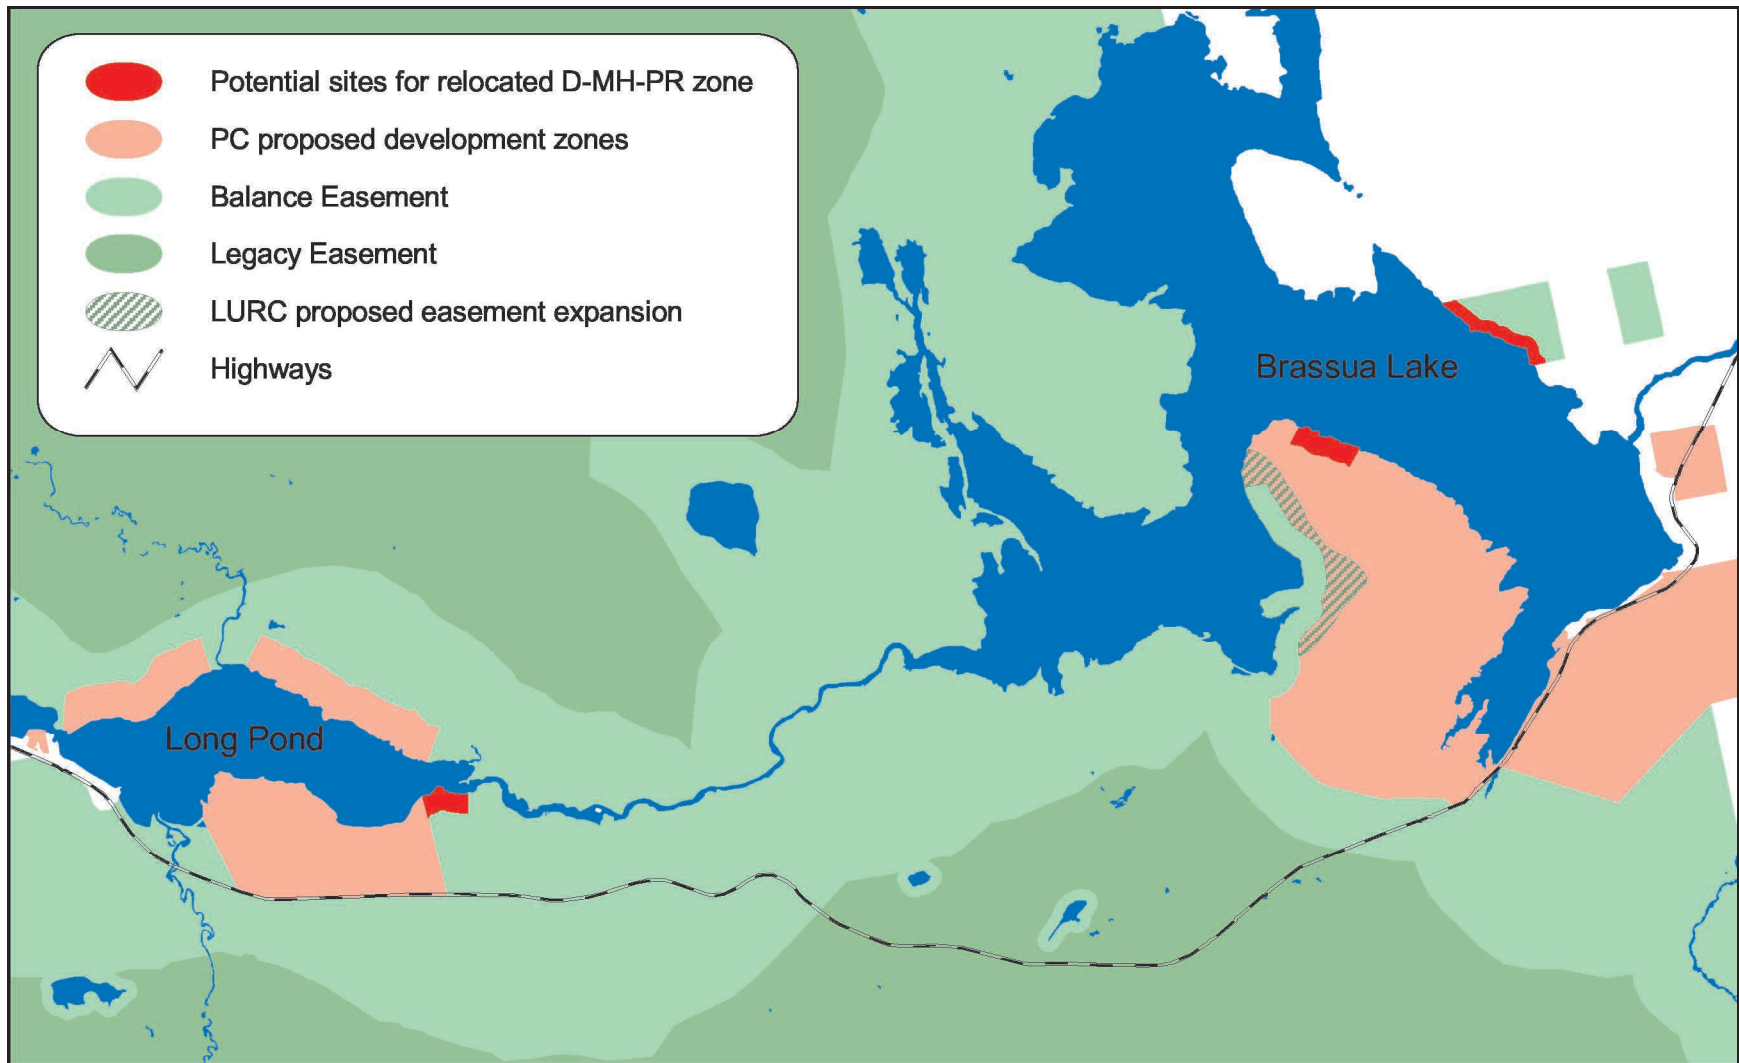 Potential sites for relocated D-MH-PR zone
PC proposed development zones
Balance Easement
Legacy Easement
LURC proposed easement expansion
Highways
Brassua Lake
Long Pond